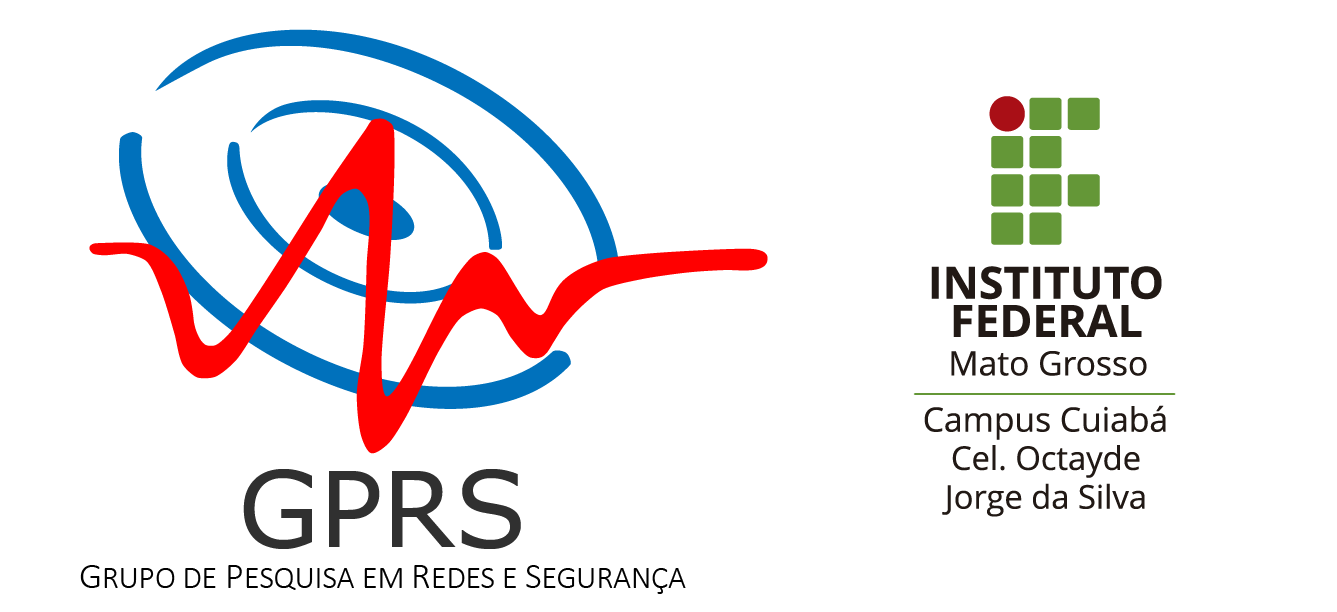 GPRS
GRUPO DE PESQUISA EM REDES E SEGURANÇA
INSTITUTO
FEDERAL
Mato Grosso
Campus Cuiabá
Cel. Octayde
Jorge da Silva